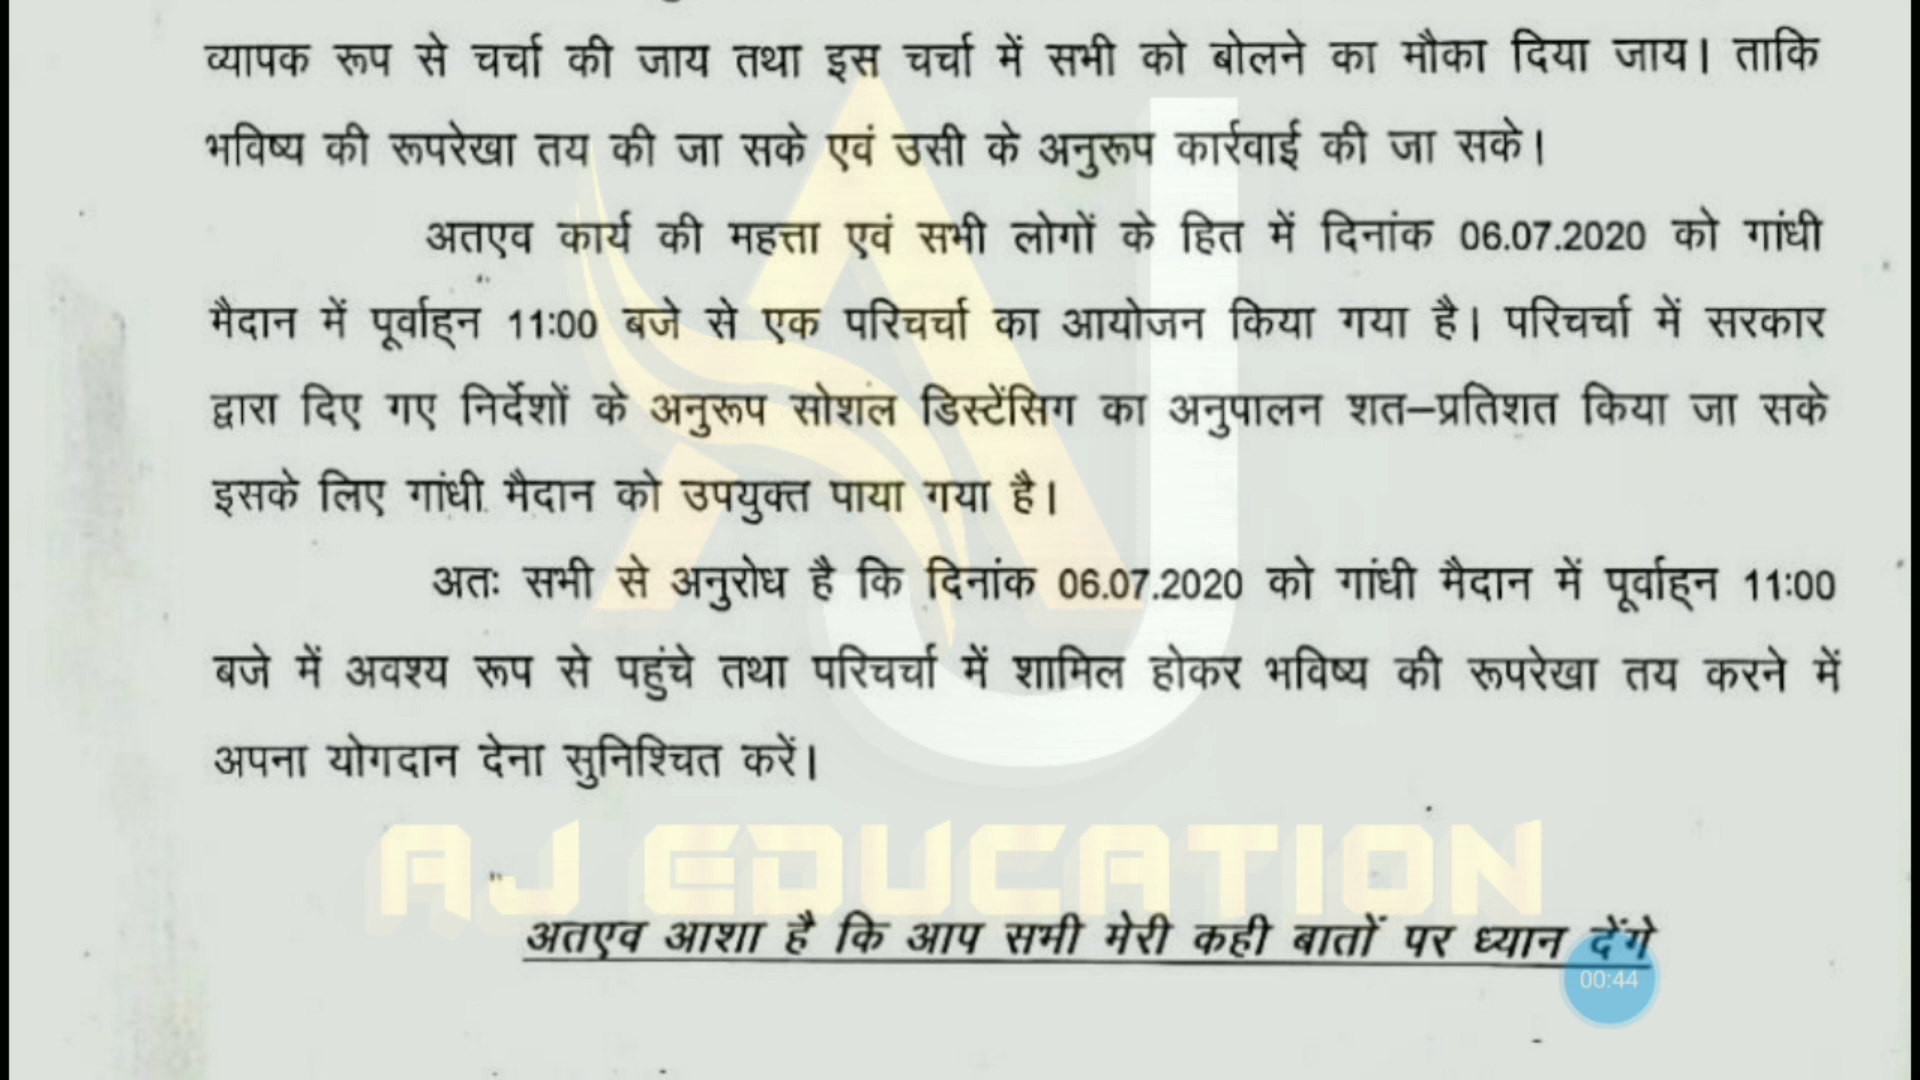 व्यापक रूप से चर्चा की जाय तथा इस चर्चा में सभी को बोलने का मौका दिया जाय। ताकि
भविष्य की रूपरेखा तय की जा सके एवं उसी के अनुरूप कार्रवाई की जा सके।
अतएव कार्य की महत्ता एवं सभी लोगों के हित में दिनांक 06.07.2020 को गांधी
मैदान में पूर्वाह्न 11:00 बजे से एक परिचर्चा का आयोजन किया गया है। परिचर्चा में सरकार
द्वारा दिए गए निर्देशों के अनुरूप सोशल डिस्टेंसिग का अनुपालन शत–प्रतिशत किया जा सके
इसके लिए गांधी मैदान को उपयुक्त पाया गया है।
अतः सभी से अनुरोध है कि दिनांक 06.07.2020 को गांधी मैदान में पूर्वाह्न 11:00
बजे में अवश्य रूप से पहुंचे तथा परिचर्चा में शामिल होकर भविष्य की रूपरेखा तय करने में
अपना योगदान देना सुनिश्चित करें।
AJ EDUCATION
अतएव आशा है कि आप सभी मेरी कही बातों पर ध्यान देंगे
00:44